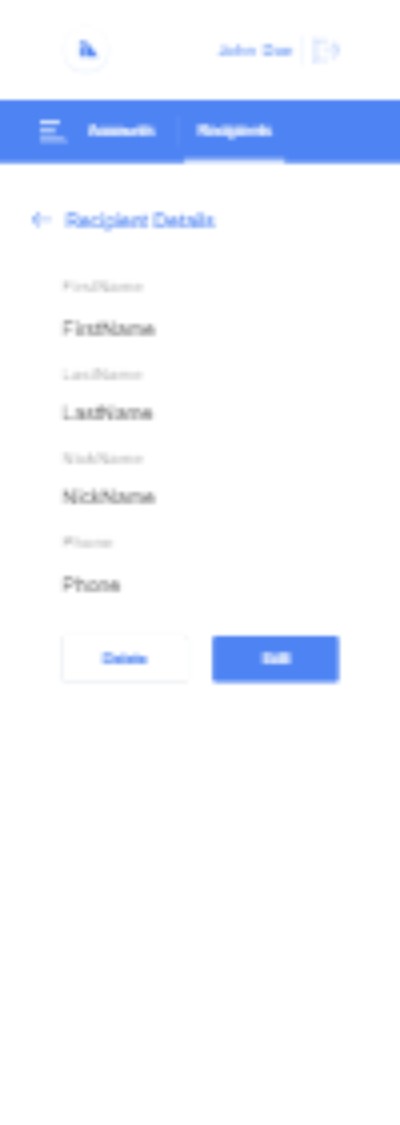 John Doe
Accounts Recipients
Recipient Details
FirstName
FirstName
LastName
LastName
NickName
NickName
Phone
Phone
Delete Edit